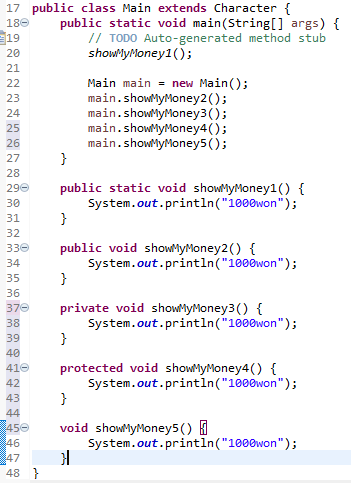 17 public class Main extends Character {
18 public static void main(String[] args) {
19 // TODO Auto-generated method stub
20 showMyMoney1();
21
22 Main main = new Main();
23 main.showMyMoney2();
24 main.showMyMoney3();
25 main.showMyMoney4();
26 main.showMyMoney5();
27 }
28
29 public static void showMyMoney1() {
30 System.out.println("1000won");
31 }
32
33 public void showMyMoney2() {
34 System.out.println("1000won");
35 }
36
37 private void showMyMoney3() {
38 System.out.println("1000won");
39 }
40
41 protected void showMyMoney4() {
42 System.out.println("1000won");
43 }
44
45 void showMyMoney5() {
46 System.out.println("1000won");
47 }
48 }